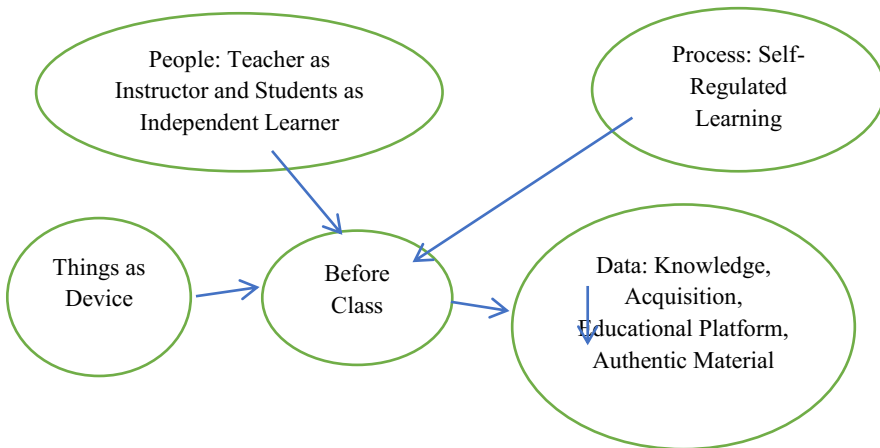 People: Teacher as
Instructor and Students as
Independent Learner
Process: Self-
Regulated
Learning
Things as
Device
Before
Class
Data: Knowledge,
Acquisition,
Educational Platform,
Authentic Material